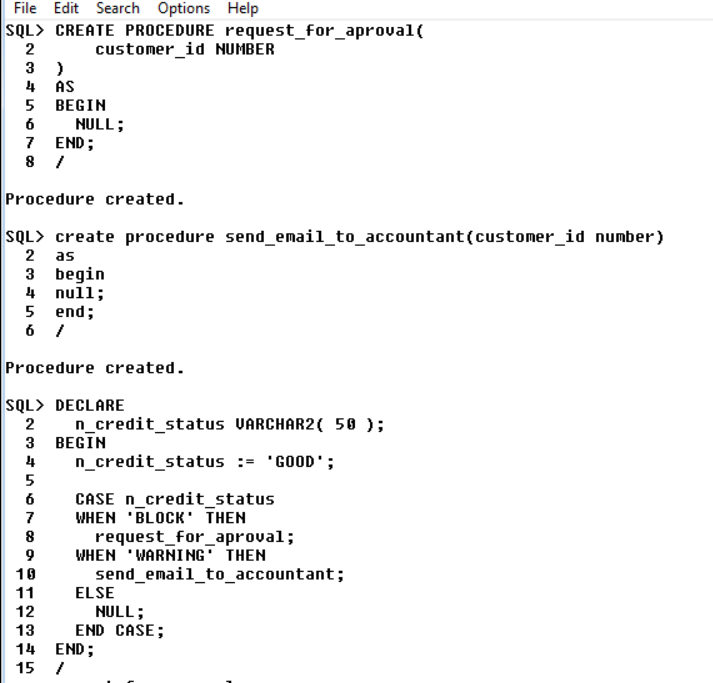 File Edit Search Options Help
SQL> CREATE PROCEDURE request_for_aproval(
  2      customer_id NUMBER
  3  )
  4  AS
  5  BEGIN
  6    NULL;
  7  END;
  8  /
Procedure created.
SQL> create procedure send_email_to_accountant(customer_id number)
  2  as
  3  begin
  4  null;
  5  end;
  6  /
Procedure created.
SQL> DECLARE
  2    n_credit_status VARCHAR2( 50 );
  3  BEGIN
  4    n_credit_status := 'GOOD';
  5
  6    CASE n_credit_status
  7    WHEN 'BLOCK' THEN
  8      request_for_aproval;
  9    WHEN 'WARNING' THEN
 10      send_email_to_accountant;
 11    ELSE
 12      NULL;
 13    END CASE;
 14  END;
 15  /